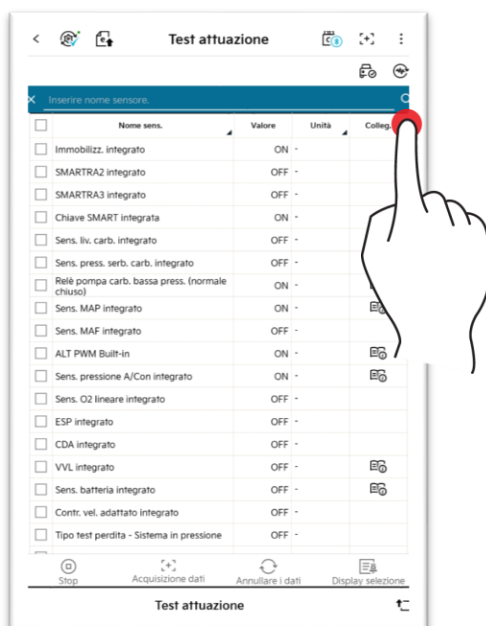 Test attuazione
Inserire nome sensore.
Nome sens. Valore Unità Colleg.
Immobilizz. integrato ON -
SMARTRA2 integrato OFF -
SMARTRA3 integrato OFF -
Chiave SMART integrata ON -
Sens. liv. carb. integrato OFF -
Sens. press. serb. carb. integrato OFF -
Relè pompa carb. bassa press. (normale
chiuso) ON -
Sens. MAP integrato ON -
Sens. MAF integrato OFF -
ALT PWM Built-in ON -
Sens. pressione A/Con integrato ON -
Sens. O2 lineare integrato OFF -
ESP integrato OFF -
CDA integrato OFF -
VVL integrato OFF -
Sens. batteria integrato OFF -
Contr. vel. adattato integrato OFF -
Tipo test perdita - Sistema in pressione OFF -
Stop Acquisizione dati Annullare i dati Display selezione
Test attuazione